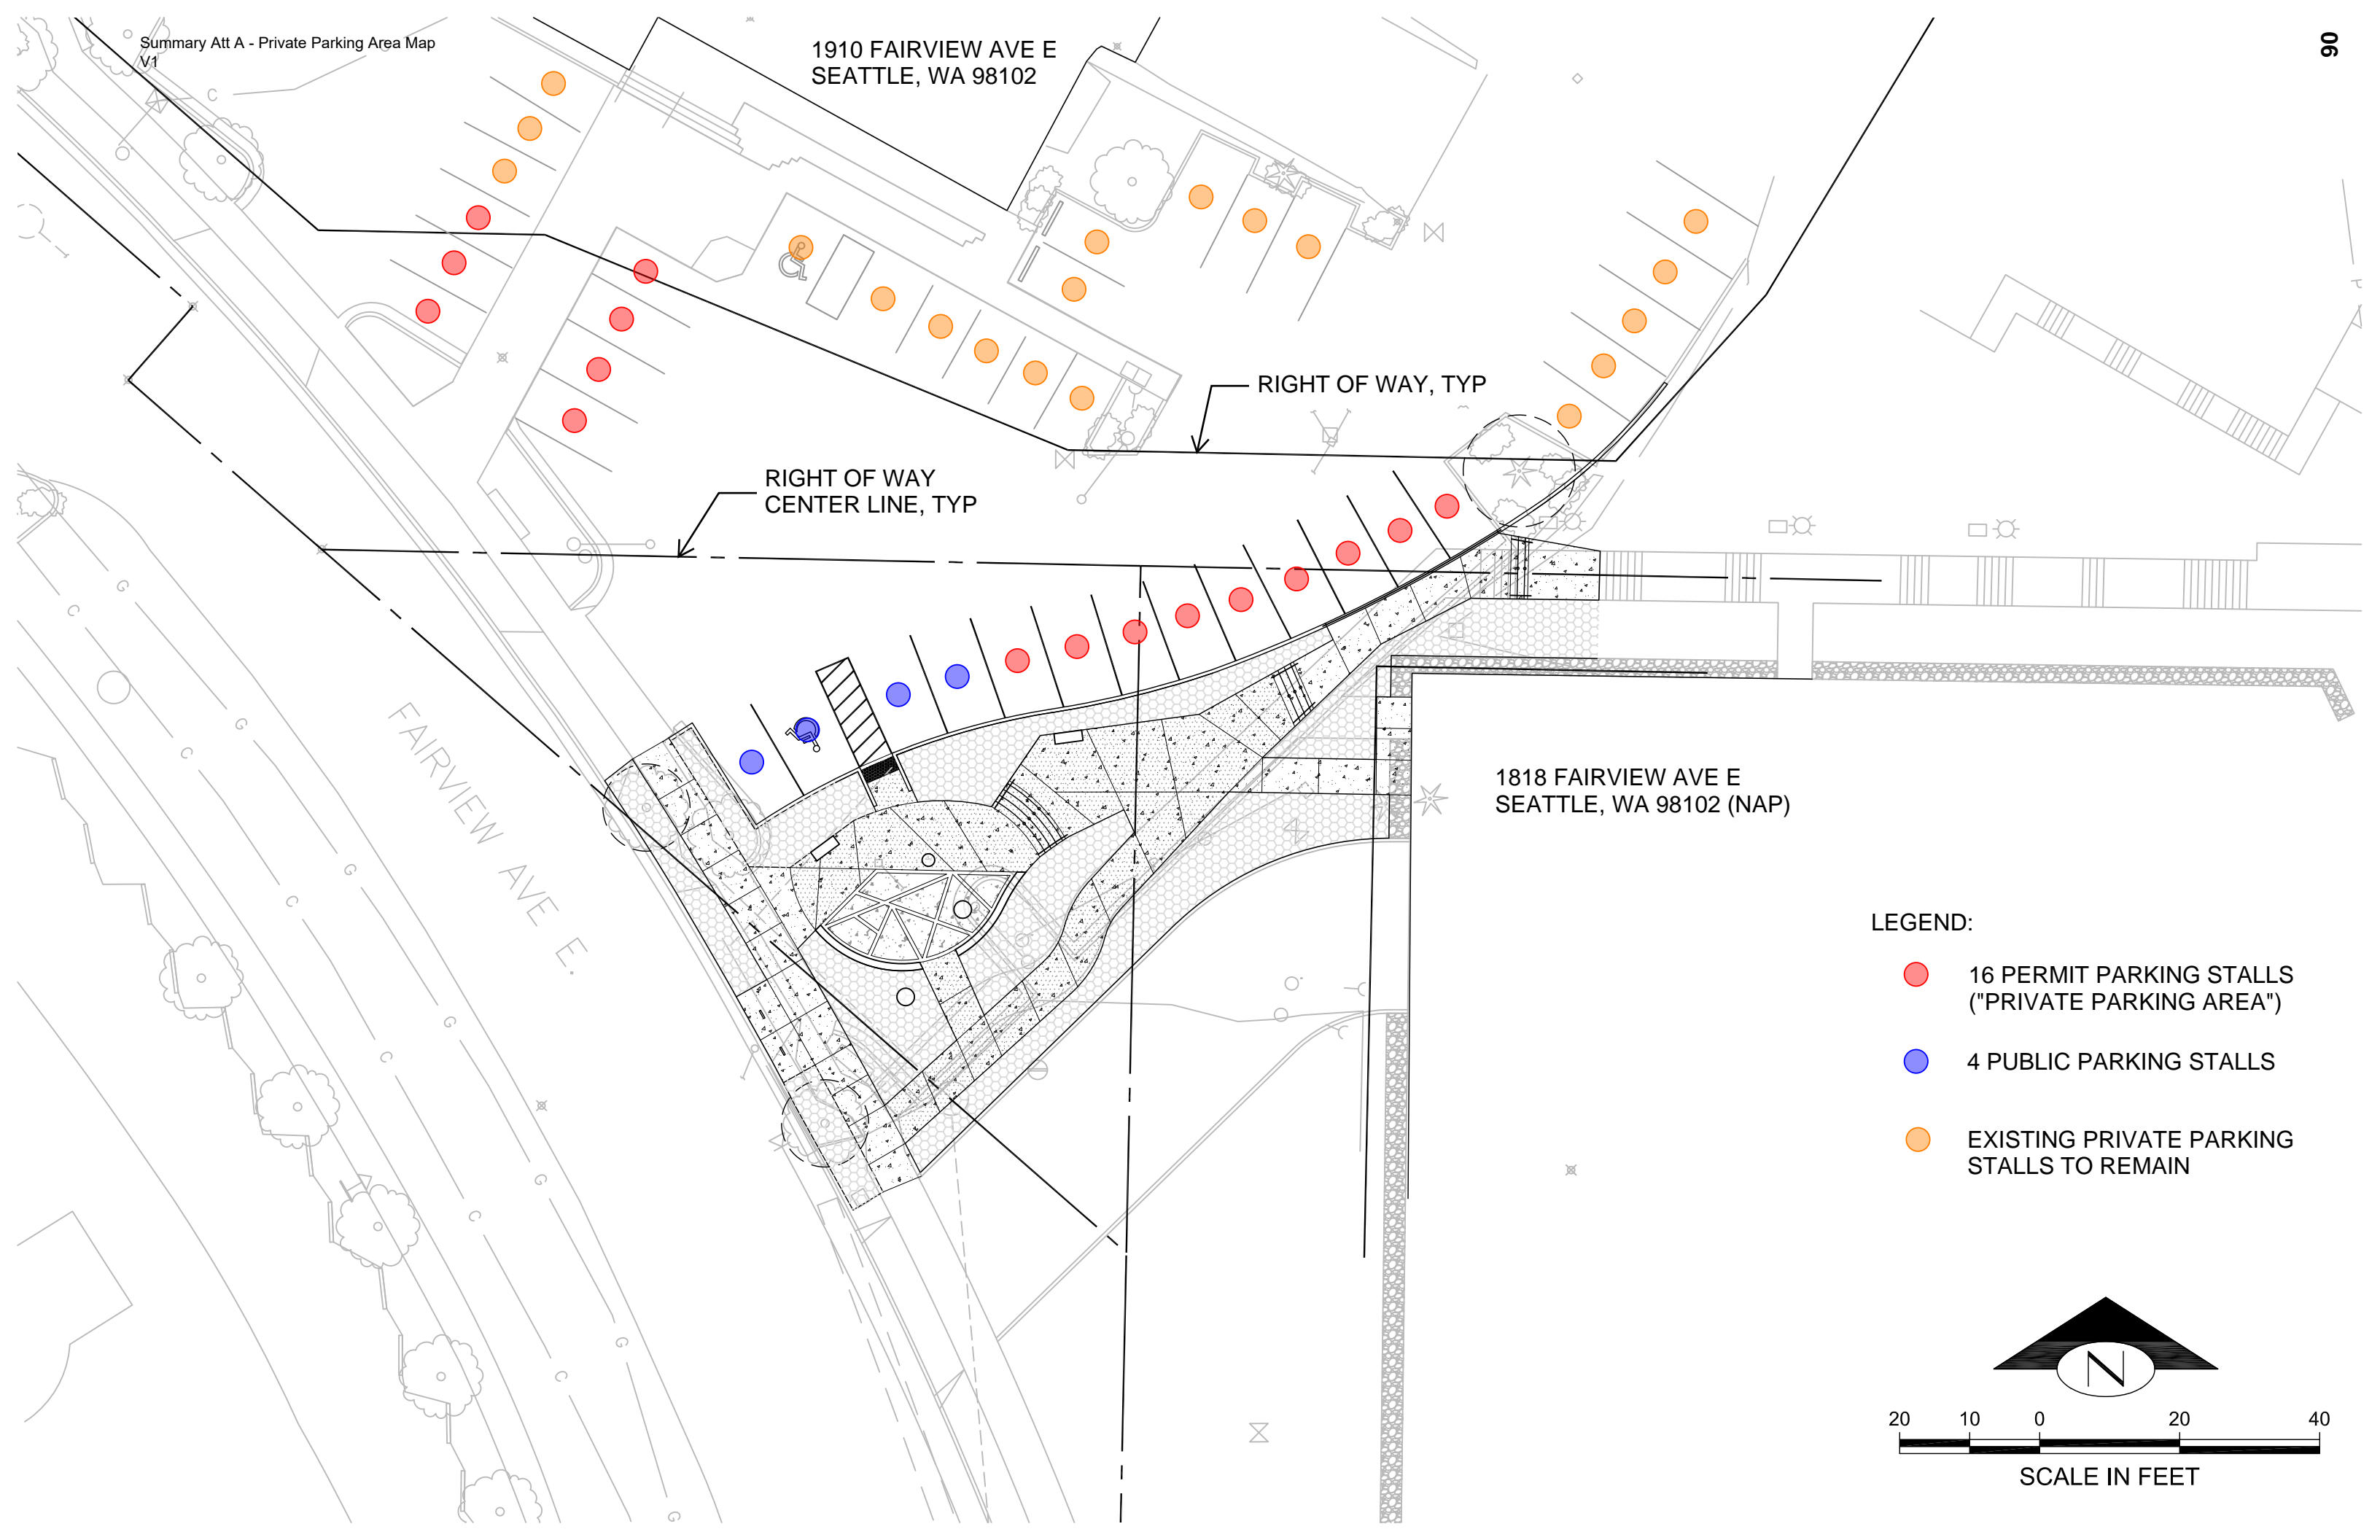 Summary Att A - Private Parking Area Map
V1
90
1910 FAIRVIEW AVE E
SEATTLE, WA 98102
C
RIGHT OF WAY, TYP
RIGHT OF WAY
CENTER LINE, TYP
FAIRVIEW AVE E.
1818 FAIRVIEW AVE E
SEATTLE, WA 98102 (NAP)
LEGEND:
16 PERMIT PARKING STALLS
("PRIVATE PARKING AREA")
4 PUBLIC PARKING STALLS
EXISTING PRIVATE PARKING
STALLS TO REMAIN
N
20 10 0 20 40
SCALE IN FEET